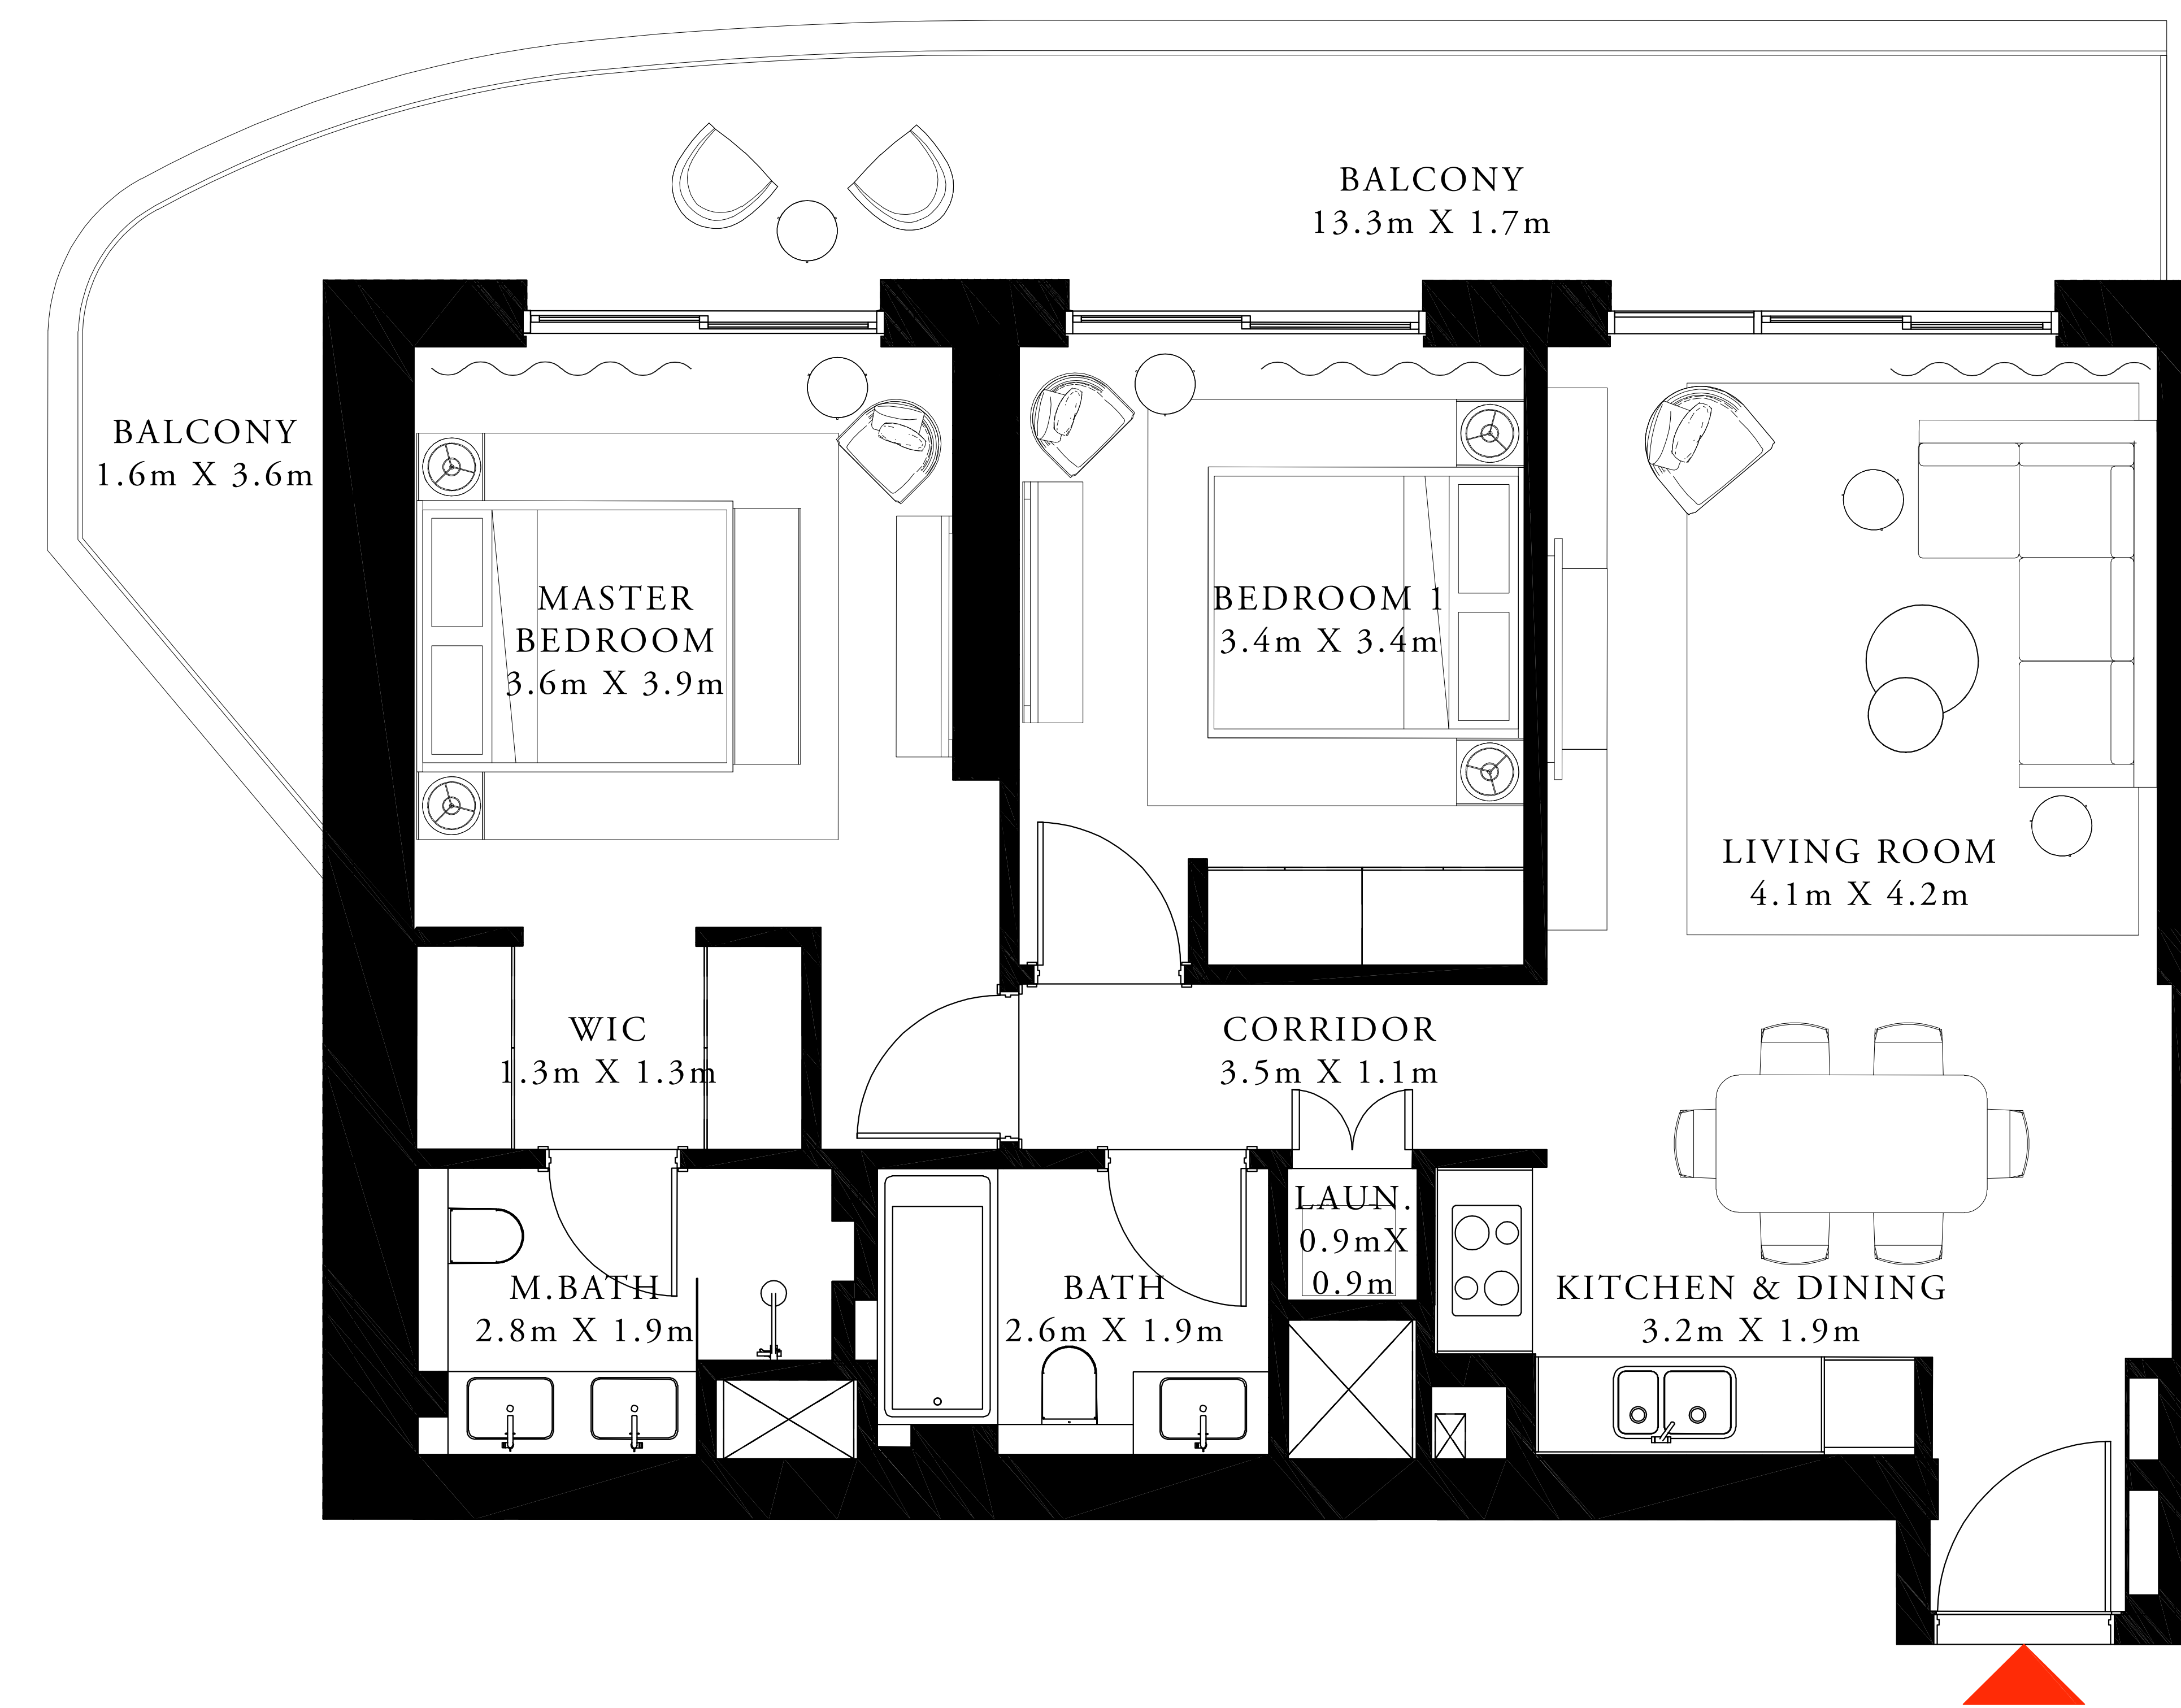 BALCONY
13.3m X 1.7m
BALCONY
1.6m X 3.6m
MASTER
BEDROOM
3.6m X 3.9m
BEDROOM 1
3.4m X 3.4m
LIVING ROOM
4.1m X 4.2m
WIC
1.3m X 1.3m
CORRIDOR
3.5m X 1.1m
LAUN.
0.9mX
0.9m
M.BATH
2.8m X 1.9m
BATH
2.6m X 1.9m
KITCHEN & DINING
3.2m X 1.9m